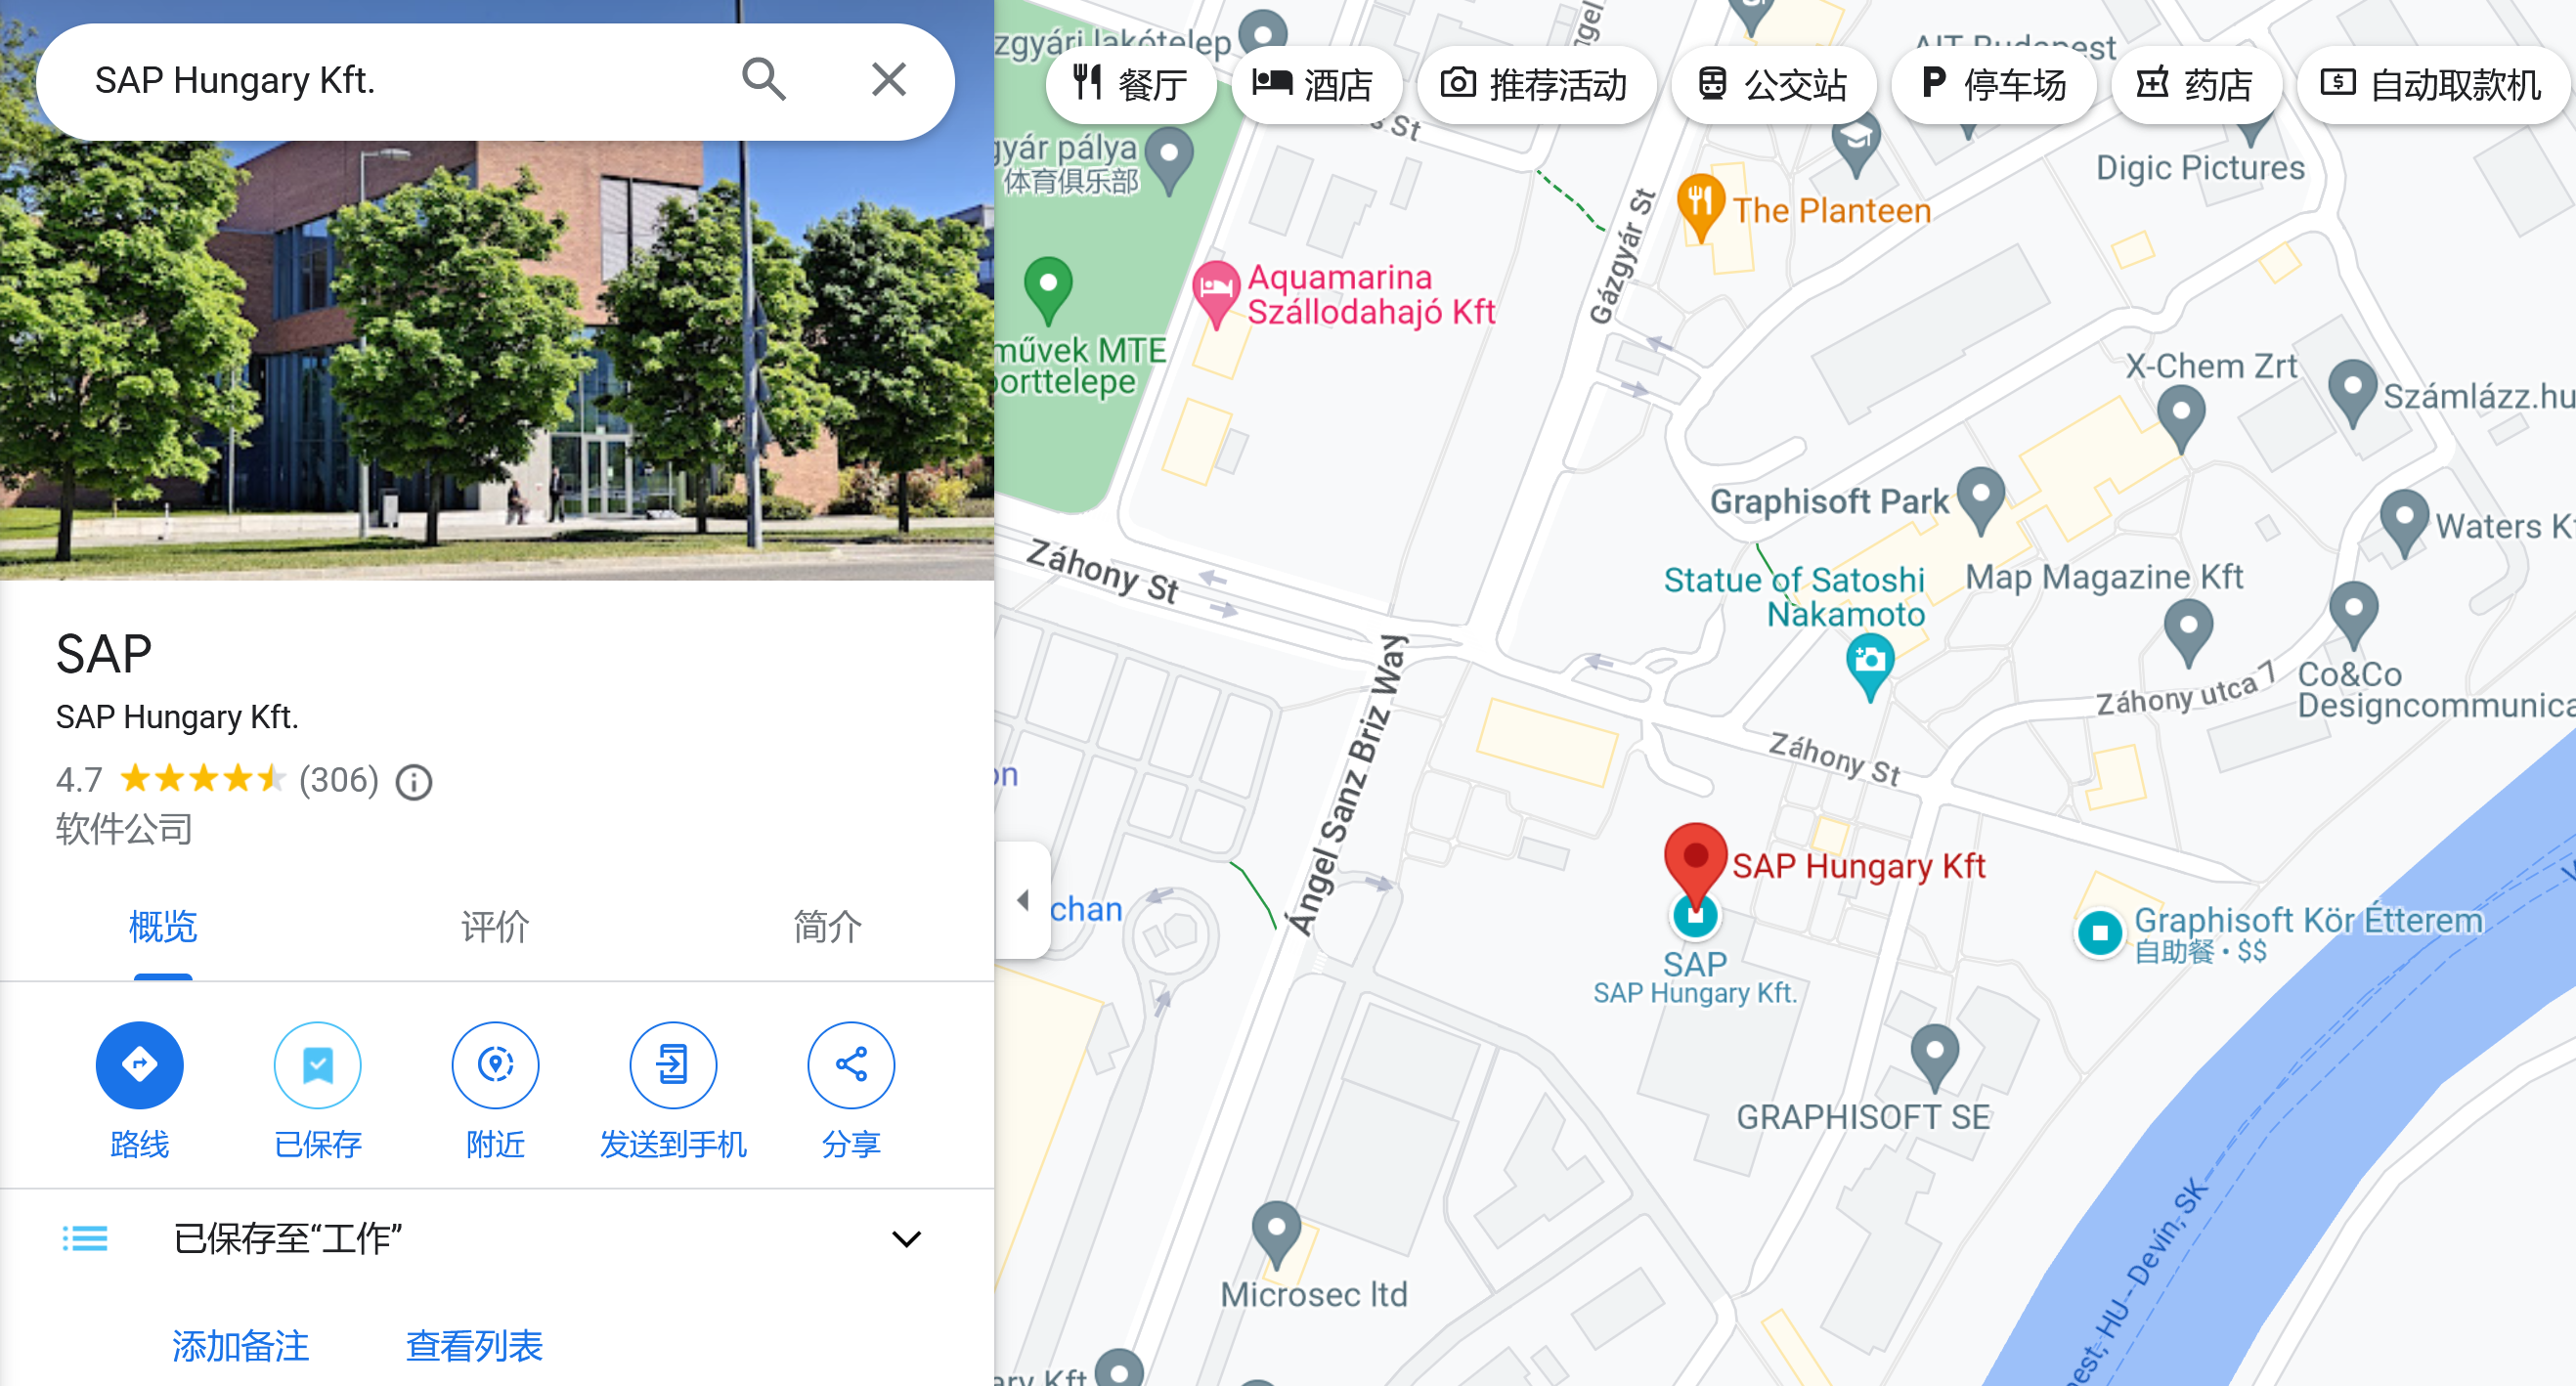 SAP Hungary Kft.
SAP
SAP Hungary Kft.
4.7
(306)
软件公司
概览
评价
简介
路线
已保存
附近
发送到手机
分享
已保存至“工作”
添加备注
查看列表
餐厅
酒店
推荐活动
公交站
停车场
药店
自动取款机
zgyári lakótelep
AIT Budapest
s St
gyár pálya
体育俱乐部
Digic Pictures
The Planteen
Gázgyár St
Aquamarina
Szállodahajó Kft
művek MTE
porttelepe
X-Chem Zrt
Számlázz.hu
Graphisoft Park
Waters K
Záhony St
Statue of Satoshi
Nakamoto
Map Magazine Kft
Ángel Sanz Briz Way
Záhony utca 7
Co&Co
Designcommunica
Záhony St
on
SAP Hungary Kft
chan
SAP
SAP Hungary Kft.
Graphisoft Kör Étterem
自助餐 • $$
GRAPHISOFT SE
Microsec ltd
pest, HU - Devín, SK
ary Kft